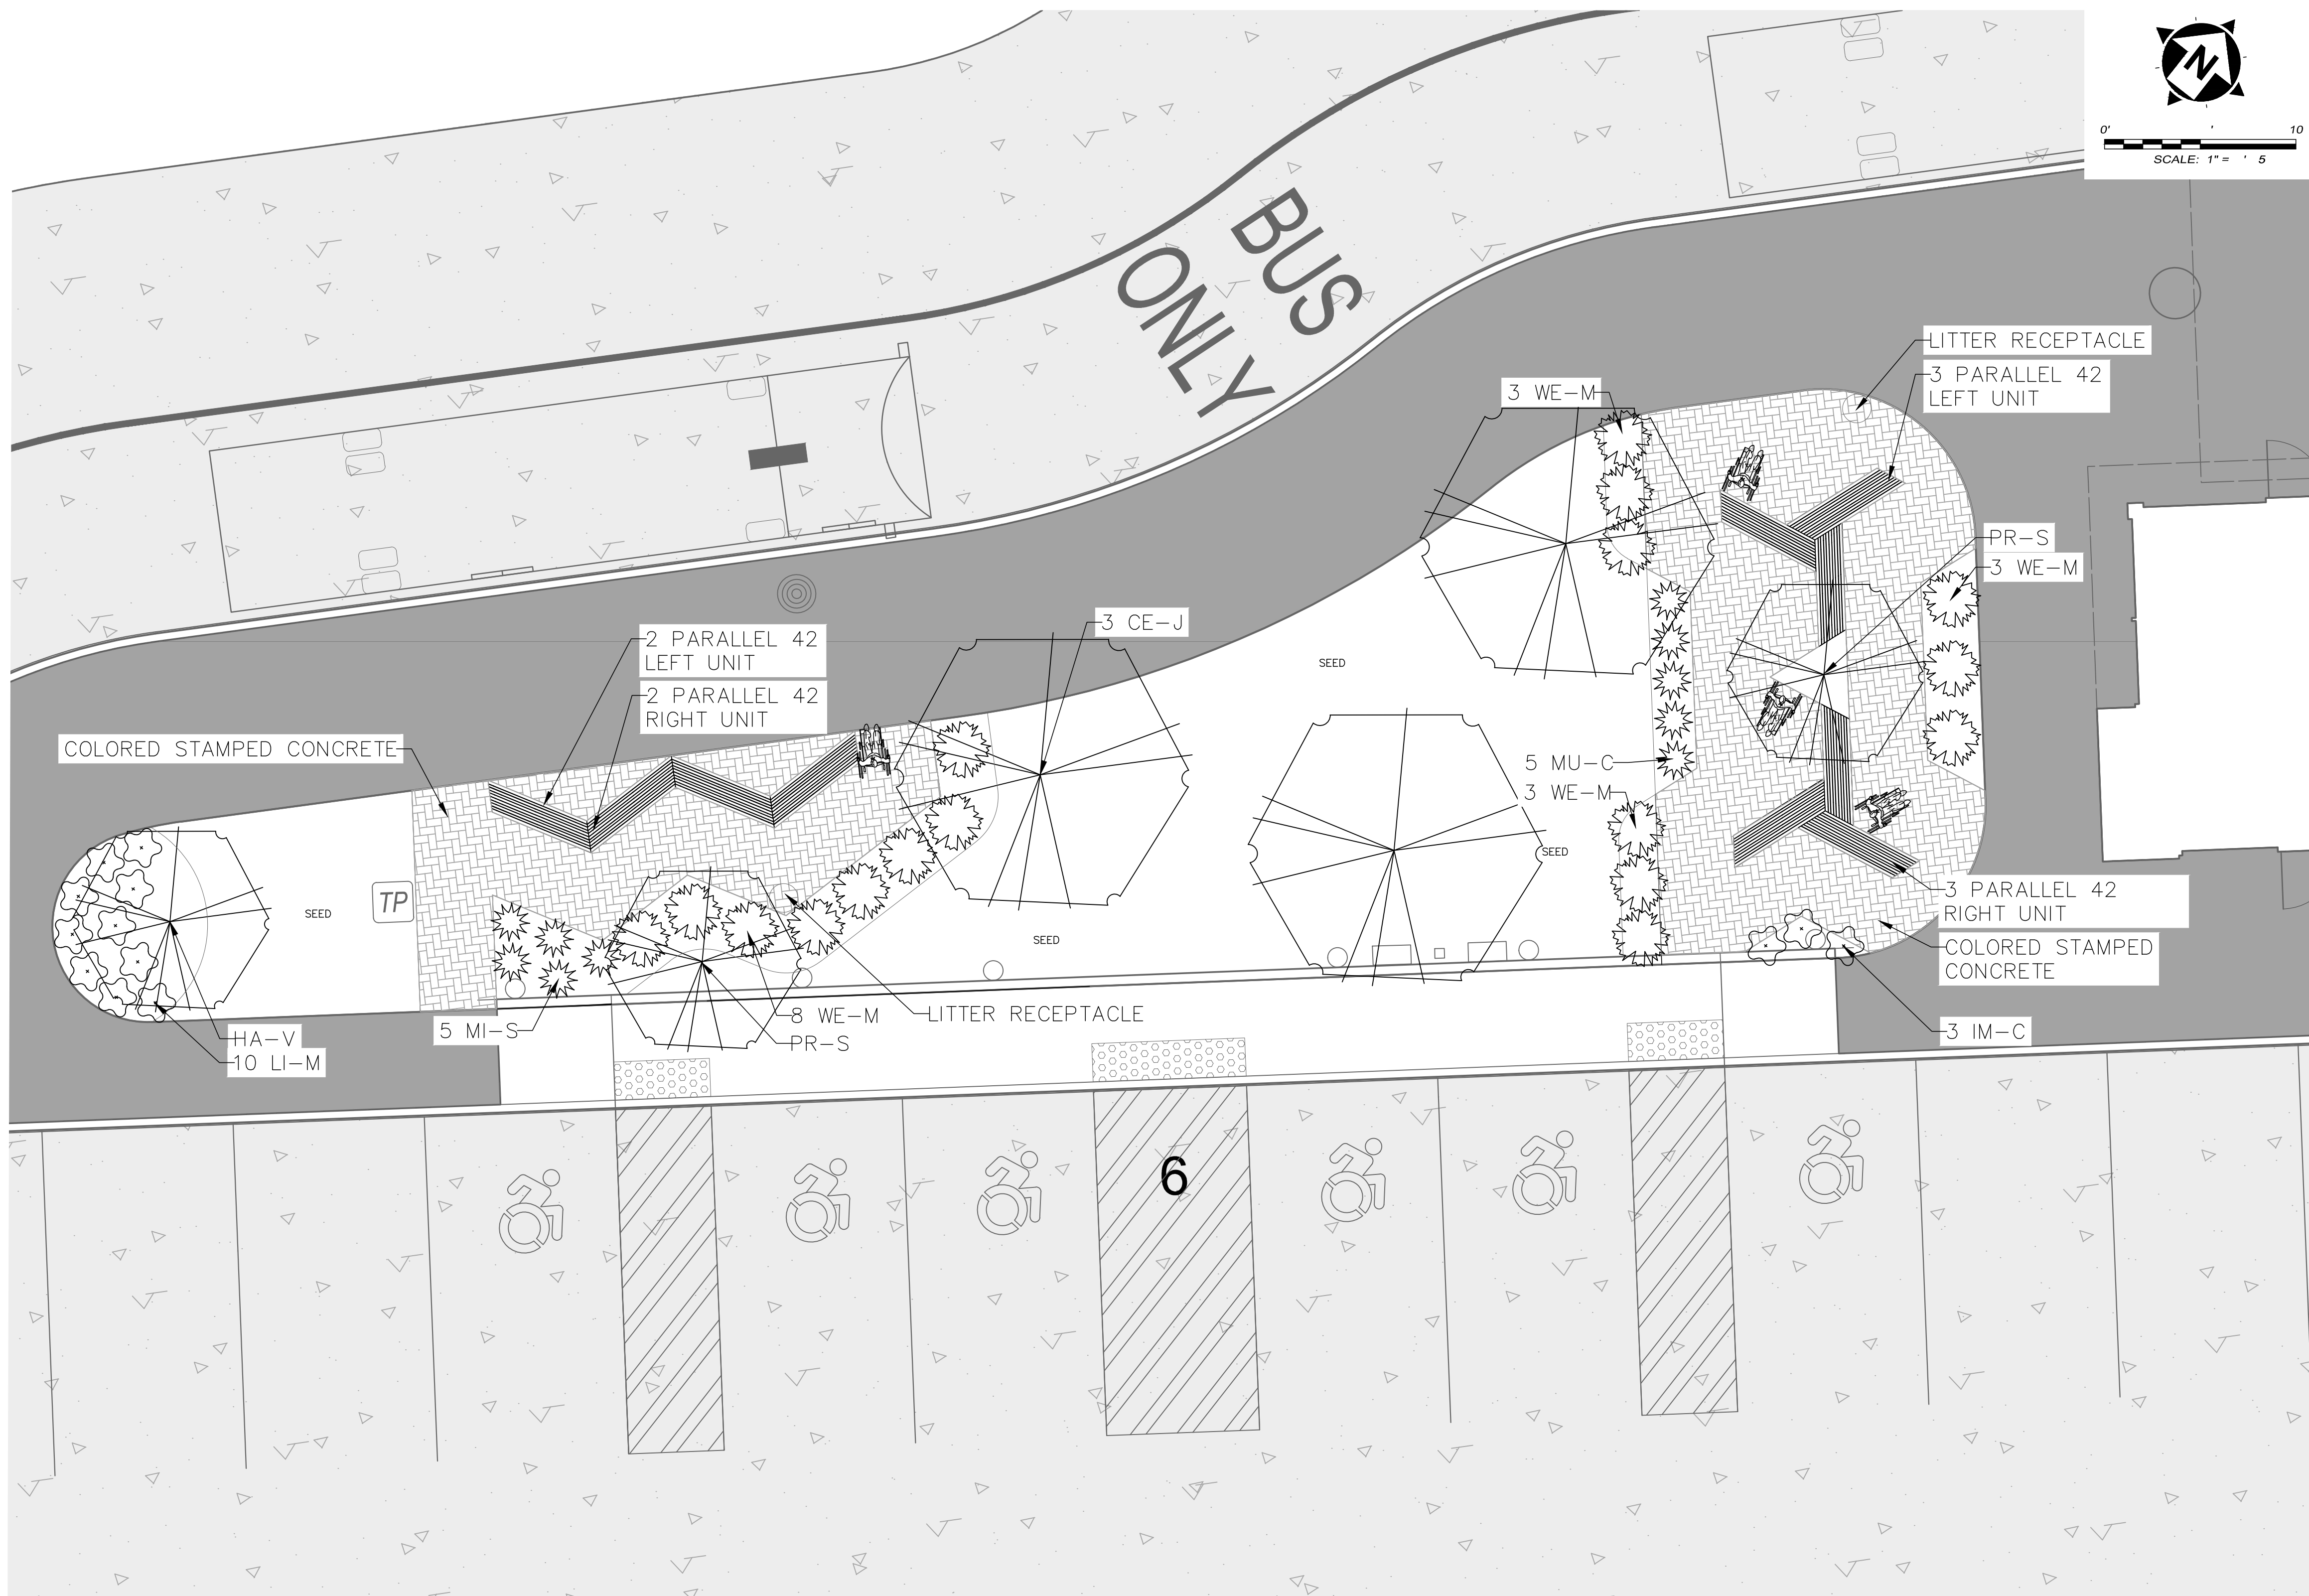 N
0' ' 10
SCALE: 1" = ' 5
BUS
ONLY
LITTER RECEPTACLE
3 PARALLEL 42
LEFT UNIT
3 WE-M
PR-S
3 WE-M
3 CE-J
2 PARALLEL 42
LEFT UNIT
2 PARALLEL 42
RIGHT UNIT
SEED
COLORED STAMPED CONCRETE
5 MU-C
3 WE-M
SEED
TP
SEED
SEED
3 PARALLEL 42
RIGHT UNIT
COLORED STAMPED
CONCRETE
HA-V
10 LI-M
5 MI-S
8 WE-M
PR-S
LITTER RECEPTACLE
3 IM-C
6